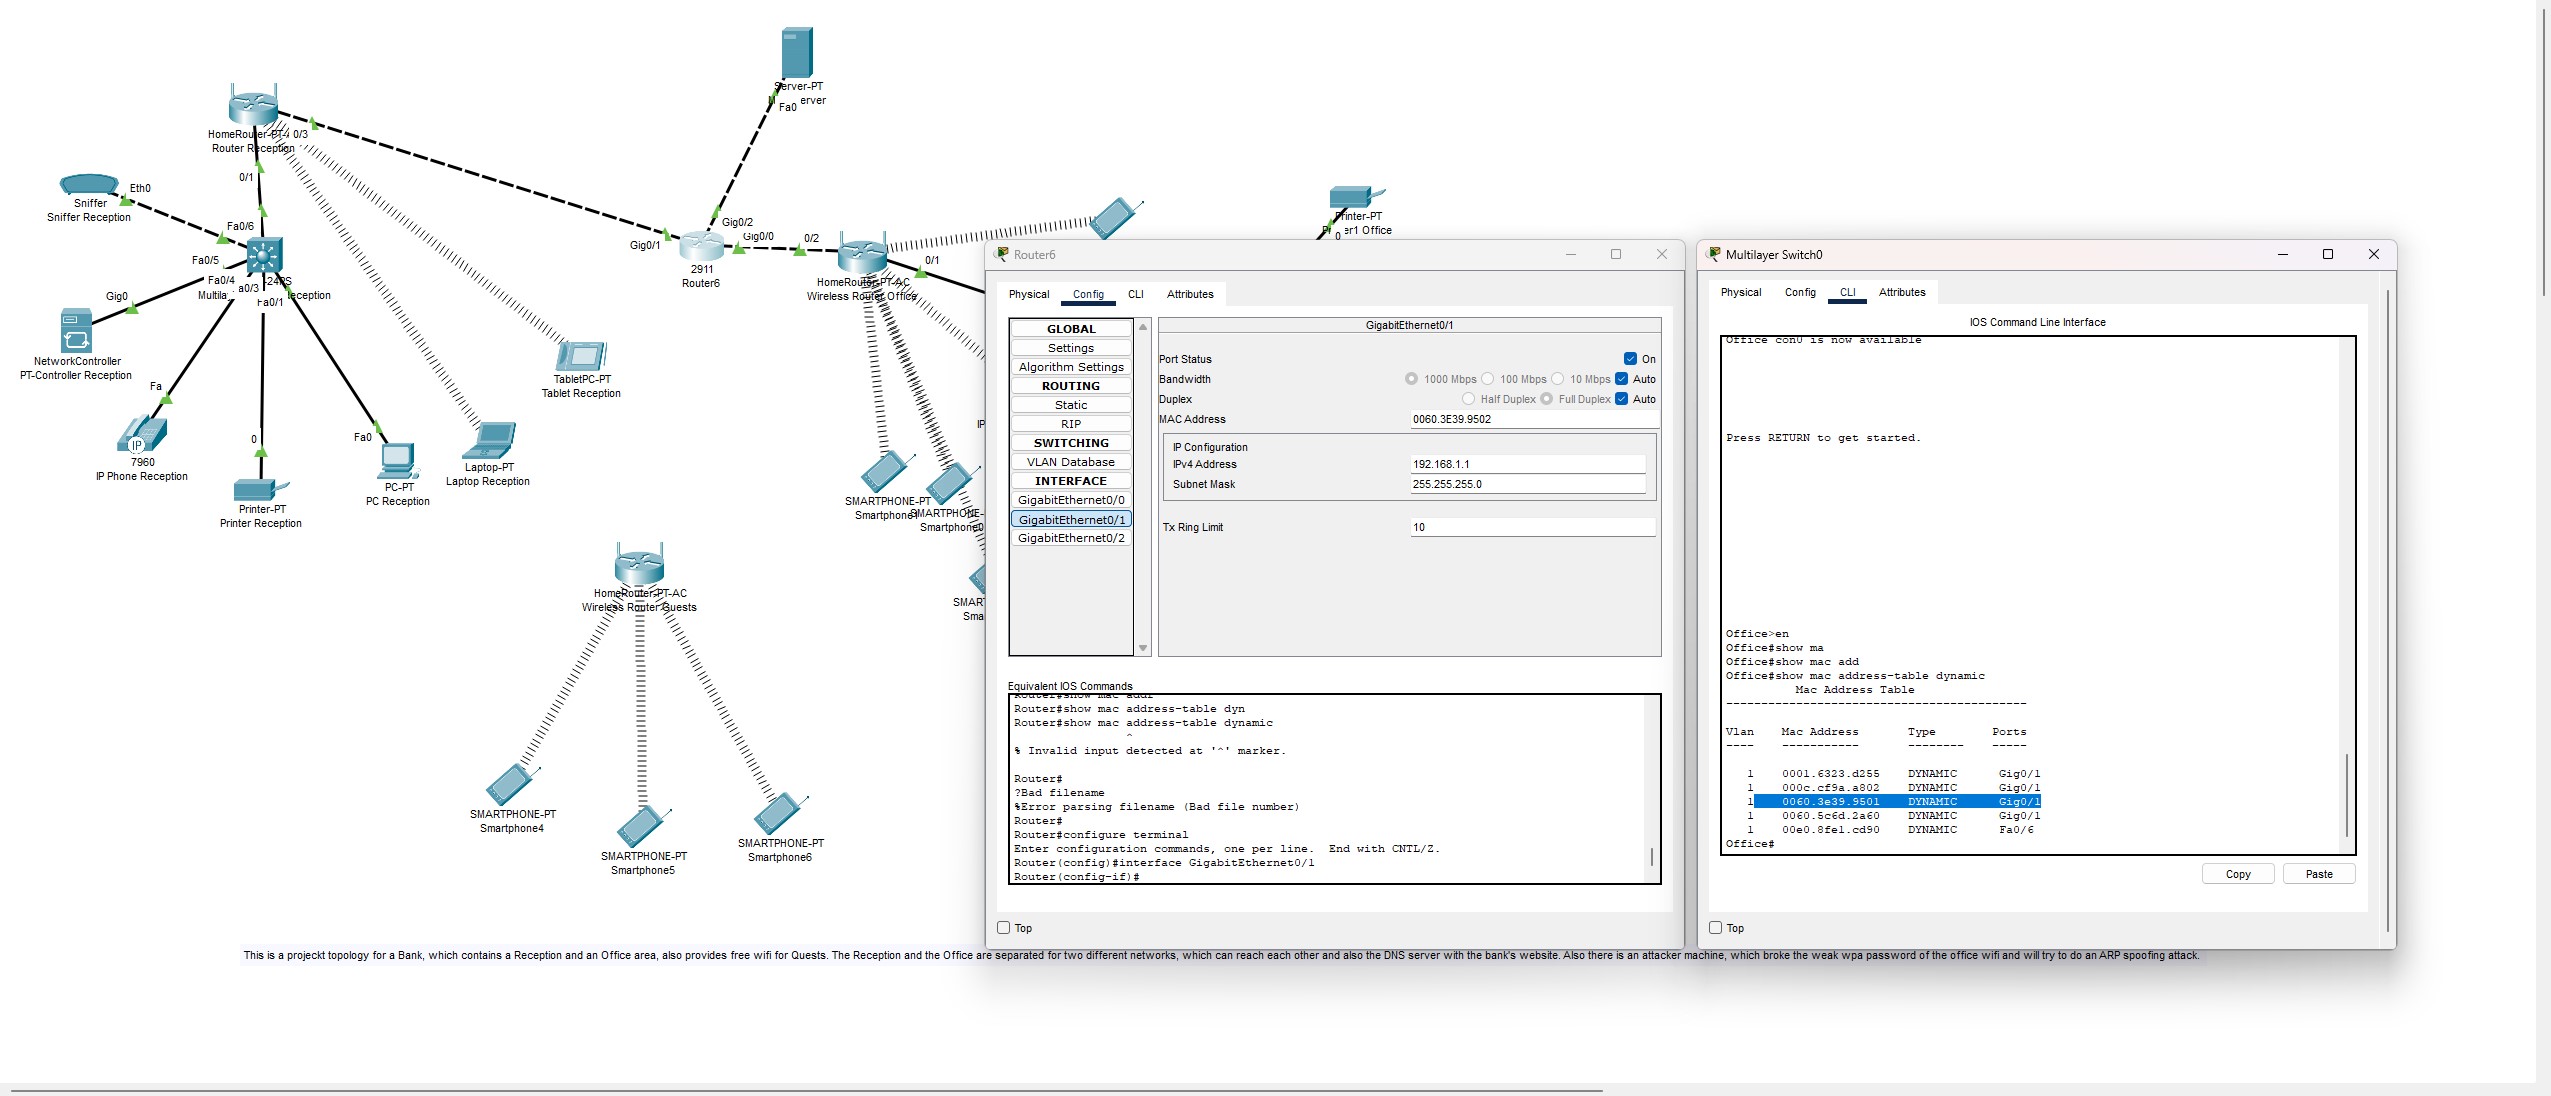 Server-PT
erver
Fa0
HomeRouter-PT-
0/3
Router Reception
0/1
Eth0
Sniffer
Sniffer Reception
Fa0/6
Fa0/5
Fa0/4
a0/3
Fa0/1
Multila
-24PS
eception
Gig0
NetworkController
PT-Controller Reception
Fa
7960
IP Phone Reception
0
Printer-PT
Printer Reception
Fa0
PC-PT
PC Reception
Laptop-PT
Laptop Reception
TabletPC-PT
Tablet Reception
Gig0/2
Gig0/1
Gig0/0
0/2
2911
Router6
0/1
HomeRouter-PT-AC
Wireless Router Office
Printer-PT
er1 Office
0
IP
SMARTPHONE-PT
Smartphone1
SMARTPHONE-
Smartphone0
SMAR
Sma
HomeRouter-PT-AC
Wireless Router Guests
SMARTPHONE-PT
Smartphone4
SMARTPHONE-PT
Smartphone5
SMARTPHONE-PT
Smartphone6
Router6
Physical Config CLI Attributes
GLOBAL
Settings
Algorithm Settings
ROUTING
Static
RIP
SWITCHING
VLAN Database
INTERFACE
GigabitEthernet0/0
GigabitEthernet0/1
GigabitEthernet0/2
GigabitEthernet0/1
Port Status On
Bandwidth 1000 Mbps 100 Mbps 10 Mbps Auto
Duplex Half Duplex Full Duplex Auto
MAC Address 0060.3E39.9502
IP Configuration
IPv4 Address 192.168.1.1
Subnet Mask 255.255.255.0
Tx Ring Limit 10
Equivalent IOS Commands
Router#show mac addr
Router#show mac address-table dyn
Router#show mac address-table dynamic
^
% Invalid input detected at '^' marker.
Router#
?Bad filename
%Error parsing filename (Bad file number)
Router#
Router#configure terminal
Enter configuration commands, one per line. End with CNTL/Z.
Router(config)#interface GigabitEthernet0/1
Router(config-if)#
Top
Multilayer Switch0
Physical Config CLI Attributes
IOS Command Line Interface
Office con0 is now available
Press RETURN to get started.
Office>en
Office#show ma
Office#show mac add
Office#show mac address-table dynamic
Mac Address Table
-------------------------------------------
Vlan Mac Address Type Ports
---- ----------- -------- -----
1 0001.6323.d255 DYNAMIC Gig0/1
1 000c.cf9a.a802 DYNAMIC Gig0/1
1 0060.3e39.9501 DYNAMIC Gig0/1
1 0060.5c6d.2a60 DYNAMIC Gig0/1
1 00e0.8fe1.cd90 DYNAMIC Fa0/6
Office#
Copy Paste
Top
This is a projeckt topology for a Bank, which contains a Reception and an Office area, also provides free wifi for Quests. The Reception and the Office are separated for two different networks, which can reach each other and also the DNS server with the bank's website. Also there is an attacker machine, which broke the weak wpa password of the office wifi and will try to do an ARP spoofing attack.